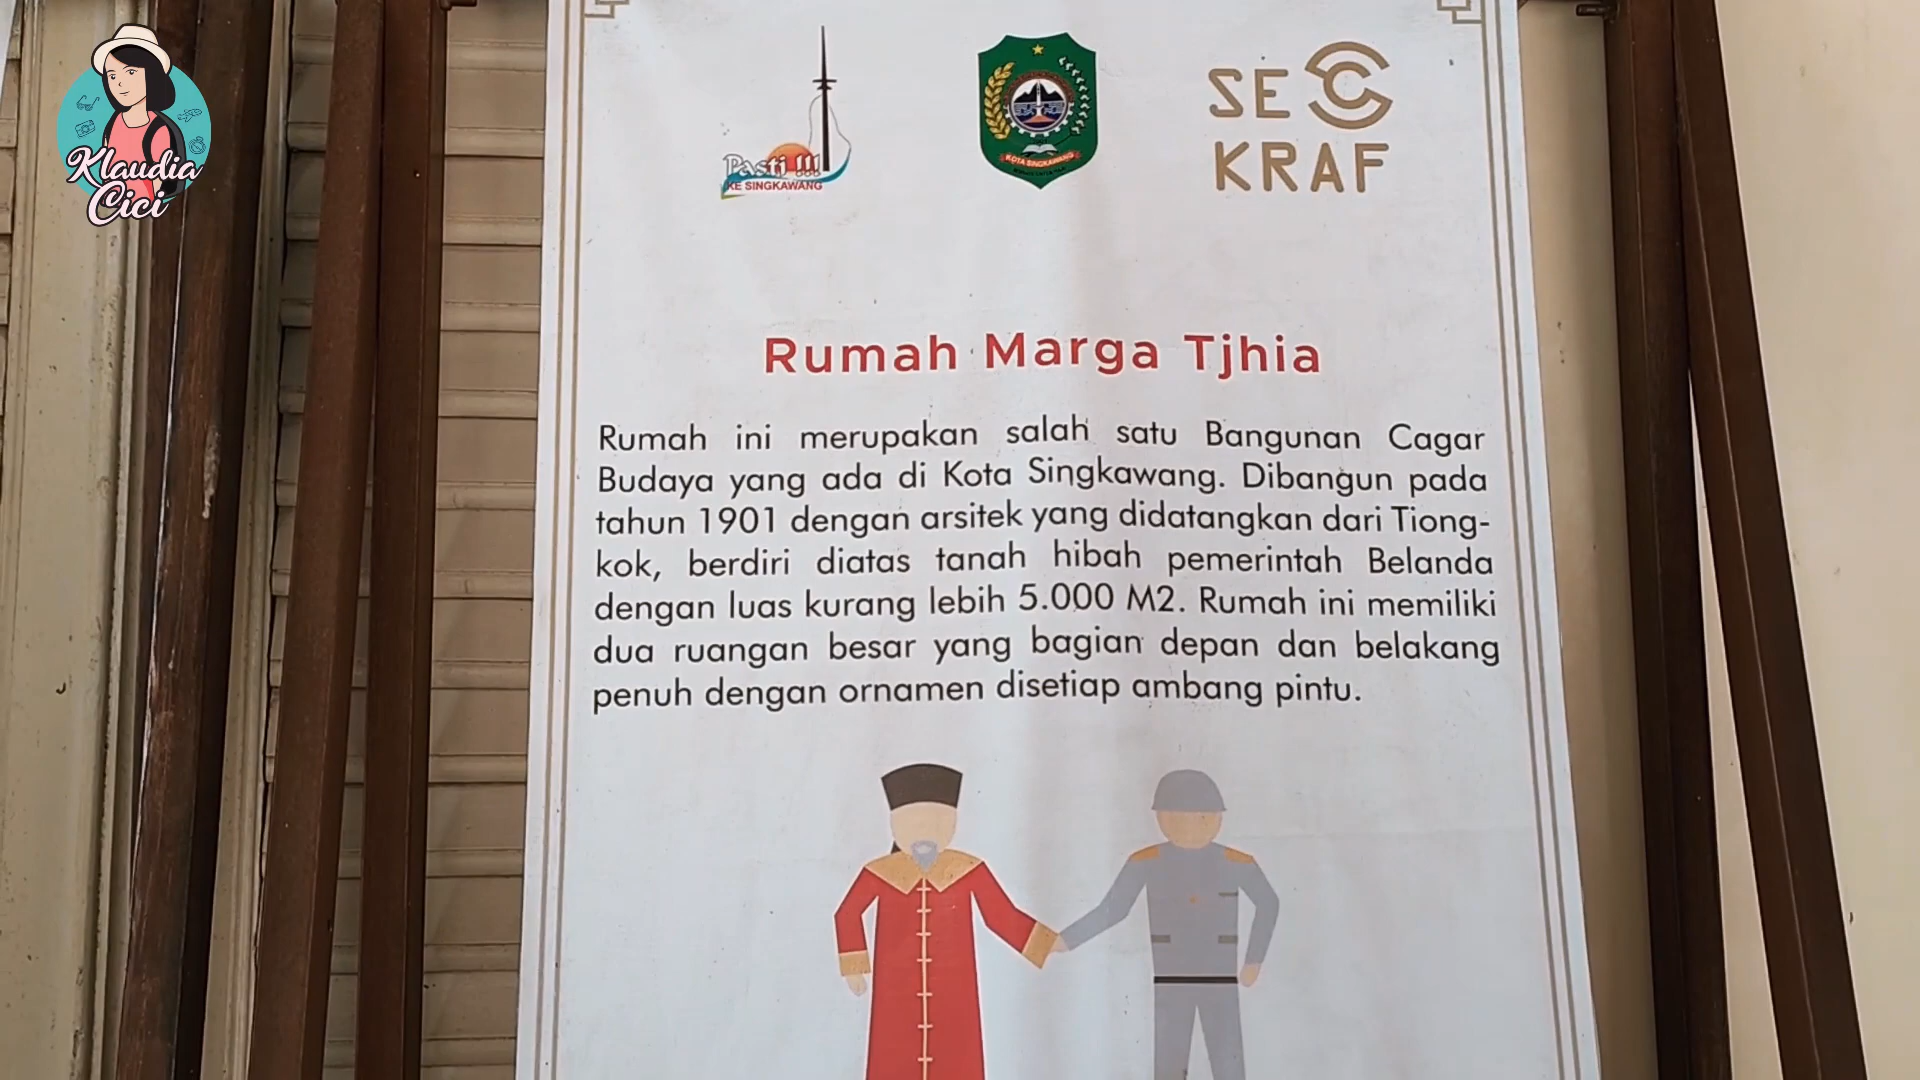 Klaudia
Cici
Pasti !!!
KE SINGKAWANG
KOTA SINGKAWANG
SE
KRAF
Rumah Marga Tjhia
Rumah ini merupakan salah satu Bangunan Cagar
Budaya yang ada di Kota Singkawang. Dibangun pada
tahun 1901 dengan arsitek yang didatangkan dari Tiong-
kok, berdiri diatas tanah hibah pemerintah Belanda
dengan luas kurang lebih 5.000 M2. Rumah ini memiliki
dua ruangan besar yang bagian depan dan belakang
penuh dengan ornamen disetiap ambang pintu.